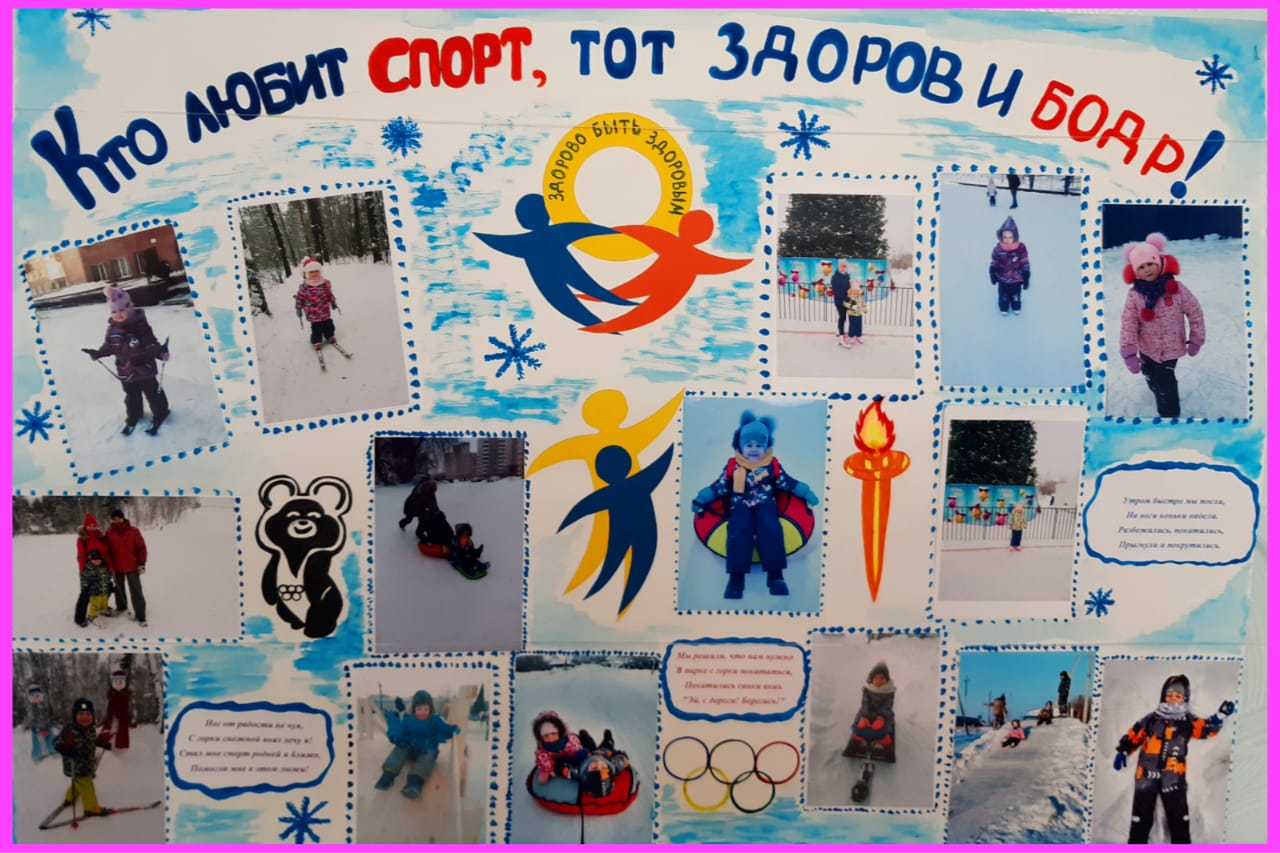 Кто любит СПОРТ, ТОТ ЗДОРОВ И БОДР!
ЗДОРОВО БЫТЬ ЗДОРОВЫМ
Утром быстро мы поели,
На ноги коньки надели.
Разбежались, покатились,
Прыгнули и покрутились.
Мы решили, что нам нужно
В парке с горки покататься,
Покатились санки вниз.
"Эй, с дороги! Берегись!"
Ног от радости не чуя,
С горки снежной вниз лечу я!
Стал мне спорт родней и ближе,
Помогли мне в этом лыжи!